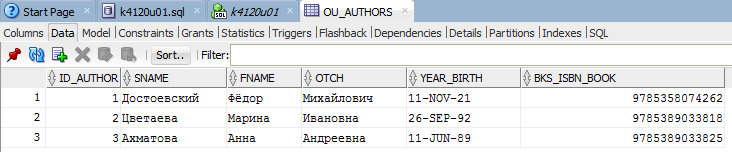 Start Page k4120u01.sql k4120u01 OU_AUTHORS
Columns Data Model Constraints Grants Statistics Triggers Flashback Dependencies Details Partitions Indexes SQL
Sort.. Filter:
ID_AUTHOR SNAME FNAME OTCH YEAR_BIRTH BKS_ISBN_BOOK
1 1 Достоевский Фёдор Михайлович 11-NOV-21 9785358074262
2 2 Цветаева Марина Ивановна 26-SEP-92 9785389033818
3 3 Ахматова Анна Андреевна 11-JUN-89 9785389033825